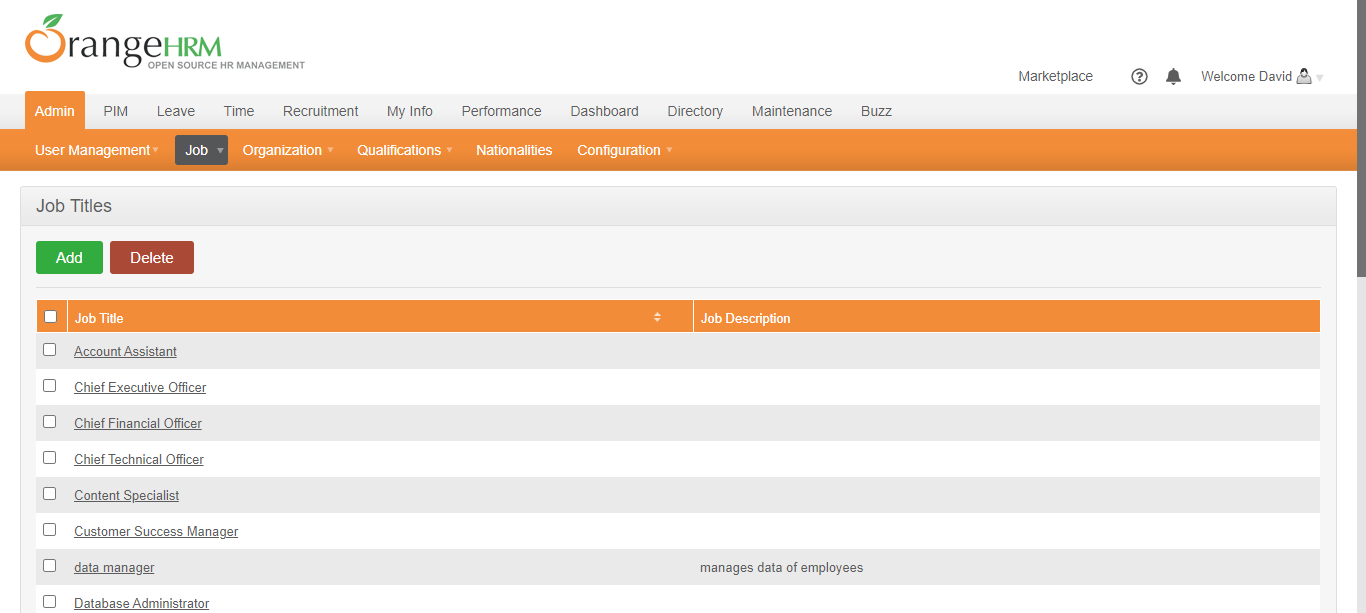 OrangeHRM
OPEN SOURCE HR MANAGEMENT
Marketplace ? Welcome David
Admin PIM Leave Time Recruitment My Info Performance Dashboard Directory Maintenance Buzz
User Management Job Organization Qualifications Nationalities Configuration
Job Titles
Add Delete
Job Title Job Description
Account Assistant
Chief Executive Officer
Chief Financial Officer
Chief Technical Officer
Content Specialist
Customer Success Manager
data manager manages data of employees
Database Administrator